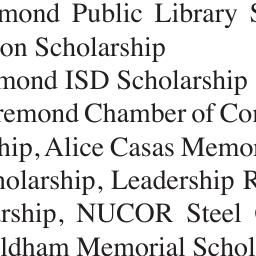 mond Public Library S
on Scholarship
mond ISD Scholarship
remond Chamber of Co
hip, Alice Casas Memo
holarship, Leadership R
arship, NUCOR Steel
ldham Memorial Schol